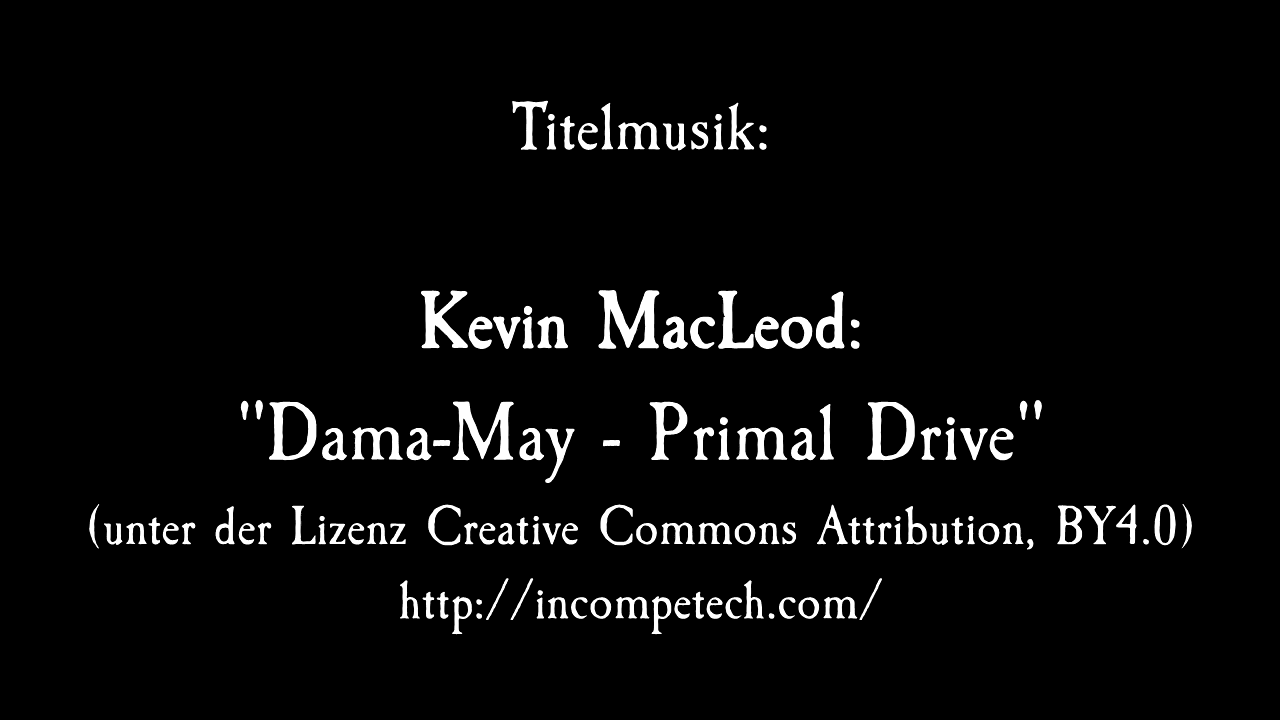 Titelmusik:
Kevin MacLeod:
"Dama-May - Primal Drive"
(unter der Lizenz Creative Commons Attribution, BY4.0)
http://incompetech.com/